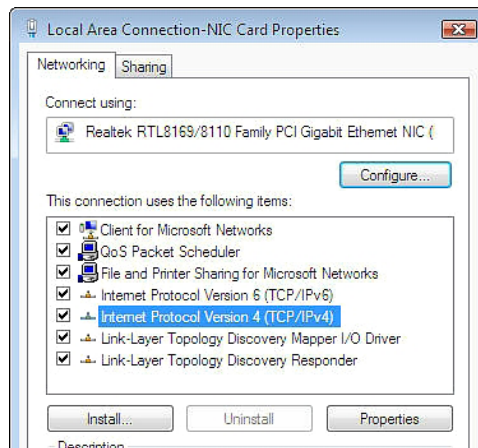 Local Area Connection-NIC Card Properties
Networking
Sharing
Connect using:
Realtek RTL8169/8110 Family PCI Gigabit Ethernet NIC (
Configure...
This connection uses the following items:
Client for Microsoft Networks
QoS Packet Scheduler
File and Printer Sharing for Microsoft Networks
Internet Protocol Version 6 (TCP/IPv6)
Internet Protocol Version 4 (TCP/IPv4)
Link-Layer Topology Discovery Mapper I/O Driver
Link-Layer Topology Discovery Responder
Install...
Uninstall
Properties
Description